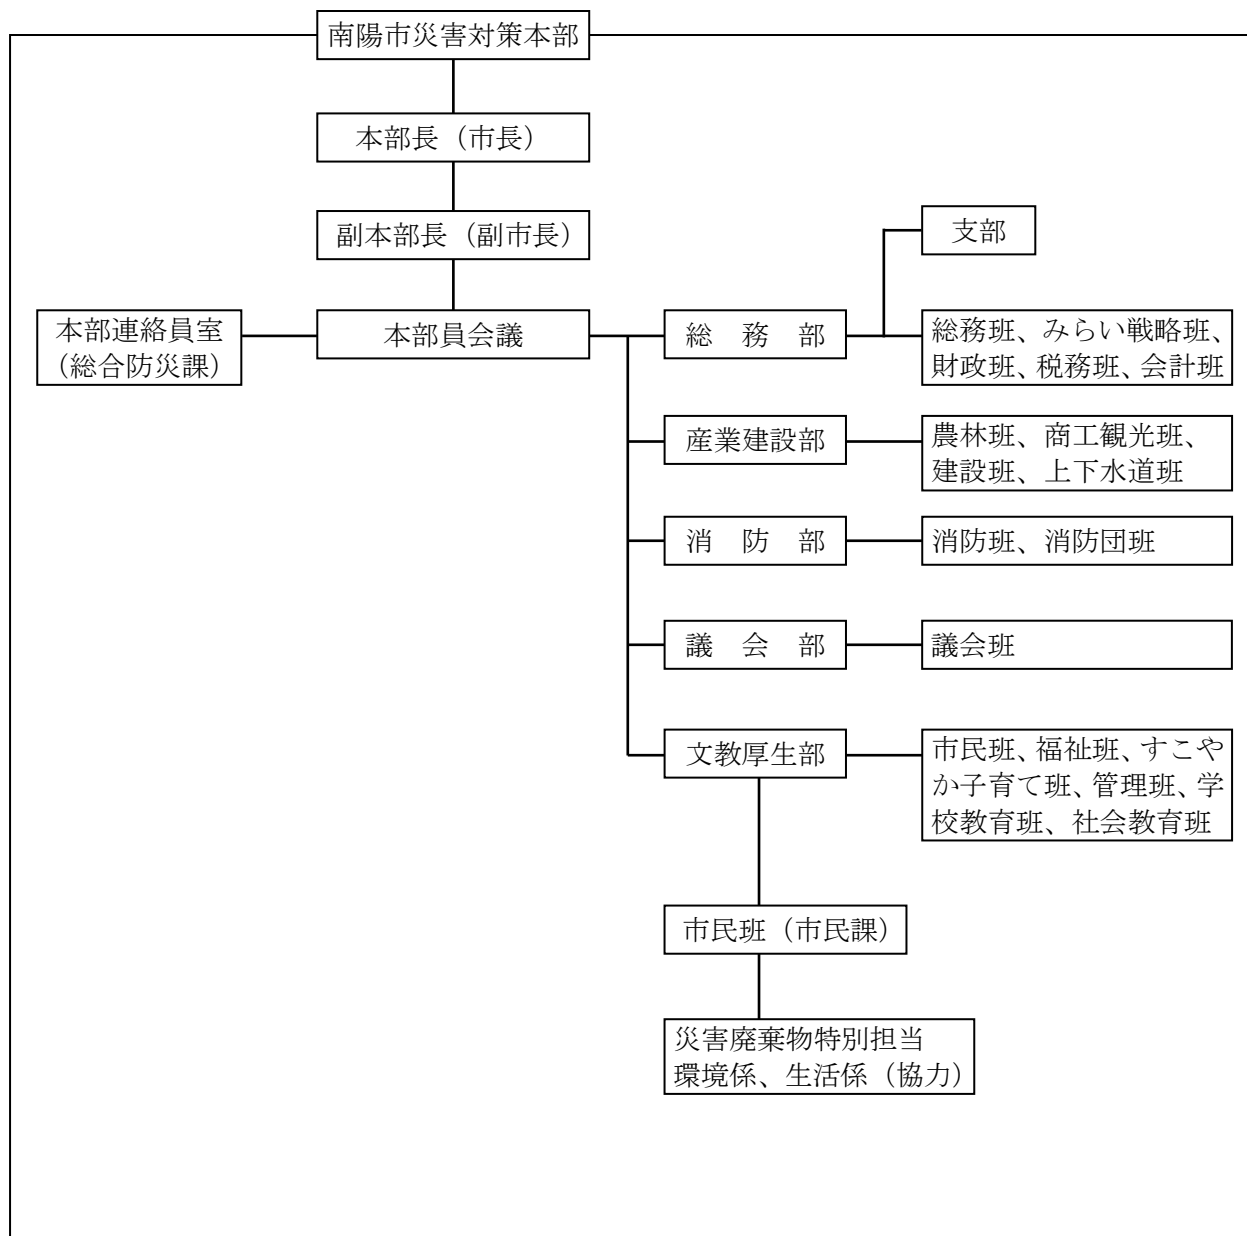 南陽市災害対策本部
本部長（市長）
副本部長（副市長）
本部連絡員室
（総合防災課）
本部員会議
支部
総　務　部
総務班、みらい戦略班、
財政班、税務班、会計班
産業建設部
農林班、商工観光班、
建設班、上下水道班
消　防　部
消防班、消防団班
議　会　部
議会班
文教厚生部
市民班、福祉班、すこや
か子育て班、管理班、学
校教育班、社会教育班
市民班（市民課）
災害廃棄物特別担当
環境係、生活係（協力）